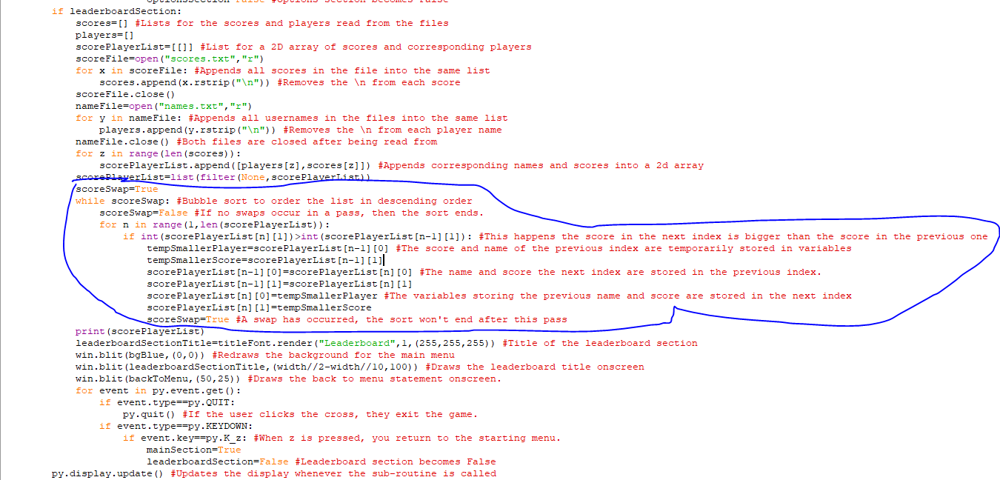 optionsSection=False #Options section becomes False
if leaderboardSection:
scores=[] #Lists for the scores and players read from the files
players=[]
scorePlayerList=[[]] #List for a 2D array of scores and corresponding players
scoreFile=open("scores.txt","r")
for x in scoreFile: #Appends all scores in the file into the same list
scores.append(x.rstrip("\n")) #Removes the \n from each score
scoreFile.close()
nameFile=open("names.txt","r")
for y in nameFile: #Appends all usernames in the files into the same list
players.append(y.rstrip("\n")) #Removes the \n from each player name
nameFile.close() #Both files are closed after being read from
for z in range(len(scores)):
scorePlayerList.append([players[z],scores[z]]) #Appends corresponding names and scores into a 2d array
scorePlayerList=list(filter(None,scorePlayerList))
scoreSwap=True
while scoreSwap: #Bubble sort to order the list in descending order
scoreSwap=False #If no swaps occur in a pass, then the sort ends.
for n in range(1,len(scorePlayerList)):
if int(scorePlayerList[n][1])>int(scorePlayerList[n-1][1]): #This happens the score in the next index is bigger than the score in the previous one
tempSmallerPlayer=scorePlayerList[n-1][0] #The score and name of the previous index are temporarily stored in variables
tempSmallerScore=scorePlayerList[n-1][1]
scorePlayerList[n-1][0]=scorePlayerList[n][0] #The name and score the next index are stored in the previous index.
scorePlayerList[n-1][1]=scorePlayerList[n][1]
scorePlayerList[n][0]=tempSmallerPlayer #The variables storing the previous name and score are stored in the next index
scorePlayerList[n][1]=tempSmallerScore
scoreSwap=True #A swap has occurred, the sort won't end after this pass
print(scorePlayerList)
leaderboardSectionTitle=titleFont.render("Leaderboard",1,(255,255,255)) #Title of the leaderboard section
win.blit(bgBlue,(0,0)) #Redraws the background for the main menu
win.blit(leaderboardSectionTitle,(width//2-width//10,100)) #Draws the leaderboard title onscreen
win.blit(backToMenu,(50,25)) #Draws the back to menu statement onscreen.
for event in py.event.get():
if event.type==py.QUIT:
py.quit() #If the user clicks the cross, they exit the game.
if event.type==py.KEYDOWN:
if event.key==py.K_z: #When z is pressed, you return to the starting menu.
mainSection=True
leaderboardSection=False #Leaderboard section becomes False
py.display.update() #Updates the display whenever the sub-routine is called